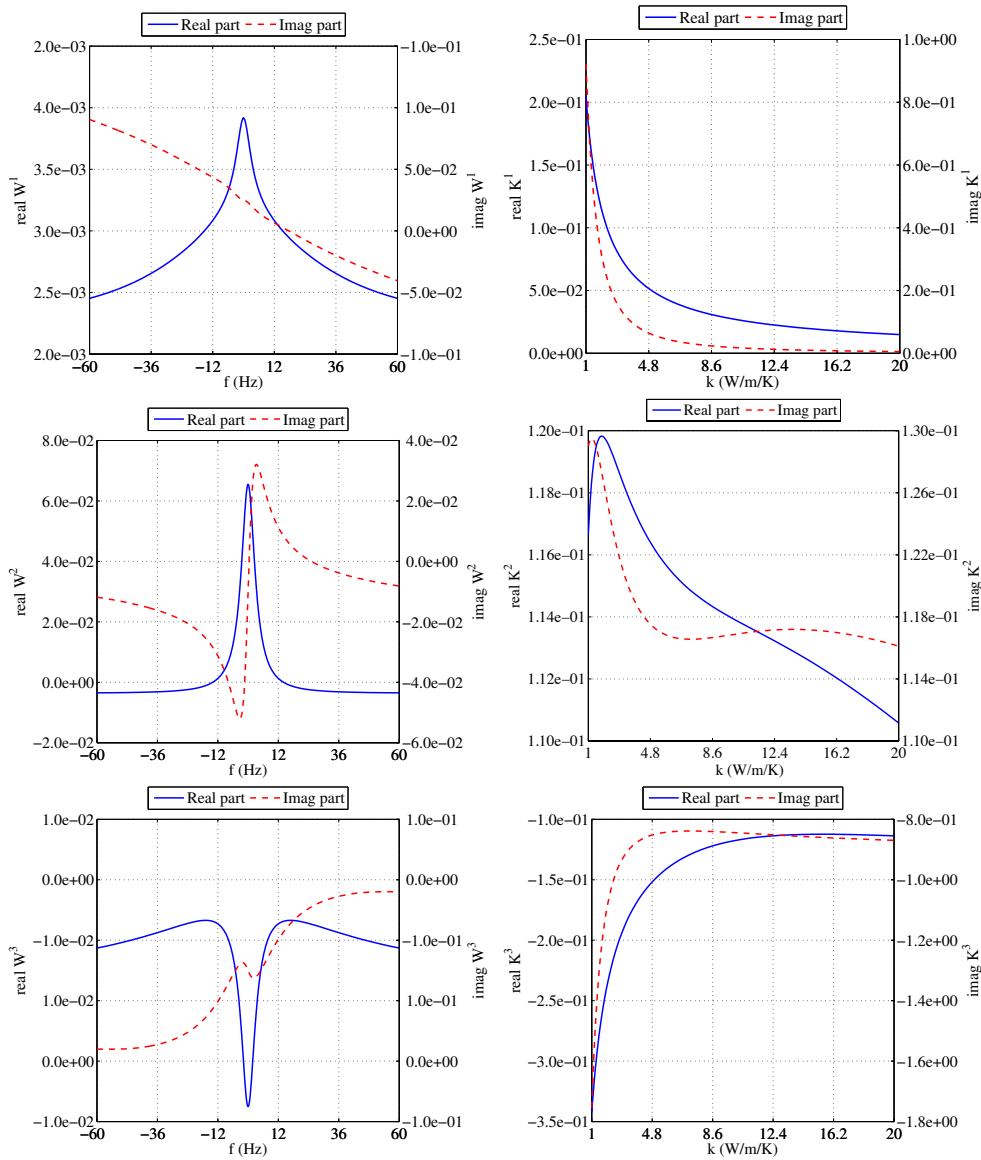 Real part Imag part
2.0e−03
4.0e−03
3.5e−03
3.0e−03
2.5e−03
2.0e−03
−1.0e−01
1.0e−01
5.0e−02
0.0e+00
−5.0e−02
−1.0e−01
−60 −36 −12 12 36 60
f (Hz)
real W1
imag W1
Real part Imag part
2.5e−01
2.0e−01
1.5e−01
1.0e−01
5.0e−02
0.0e+00
1.0e+00
8.0e−01
6.0e−01
4.0e−01
2.0e−01
0.0e+00
1 4.8 8.6 12.4 16.2 20
k (W/m/K)
real K1
imag K1
Real part Imag part
8.0e−02
6.0e−02
4.0e−02
2.0e−02
0.0e+00
−2.0e−02
4.0e−02
2.0e−02
0.0e+00
−2.0e−02
−4.0e−02
−6.0e−02
−60 −36 −12 12 36 60
f (Hz)
real W2
imag W2
Real part Imag part
1.20e−01
1.18e−01
1.16e−01
1.14e−01
1.12e−01
1.10e−01
1.30e−01
1.26e−01
1.22e−01
1.18e−01
1.30e−01
1.10e−01
1 4.8 8.6 12.4 16.2 20
k (W/m/K)
real K2
imag K2
Real part Imag part
1.0e−02
0.0e+00
−1.0e−02
1.0e−02
0.0e+00
−1.0e−02
1.0e−01
0.0e+00
−1.0e−01
1.0e−01
0.0e+00
−1.0e−01
−60 −36 −12 12 36 60
f (Hz)
real W3
imag W3
Real part Imag part
−1.0e−01
−1.5e−01
−2.0e−01
−2.5e−01
−3.0e−01
−3.5e−01
−8.0e−01
−1.0e+00
−1.2e+00
−1.4e+00
−1.6e+00
−1.8e+00
1 4.8 8.6 12.4 16.2 20
k (W/m/K)
real K3
imag K3